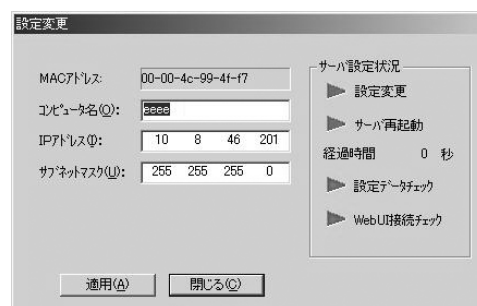 設定変更
MACｱﾄﾞﾚｽ: 00-00-4c-99-4f-f7
ｺﾝﾋﾟｭｰﾀ名(O): eeee
IPｱﾄﾞﾚｽ(I): 10 8 46 201
ｻﾌﾞﾈｯﾄﾏｽｸ(U): 255 255 255 0
適用(A) 閉じる(C)
サーバ設定状況
設定変更
サーバ再起動
経過時間 0 秒
設定ﾃﾞｰﾀﾁｪｯｸ
WebUI接続ﾁｪｯｸ